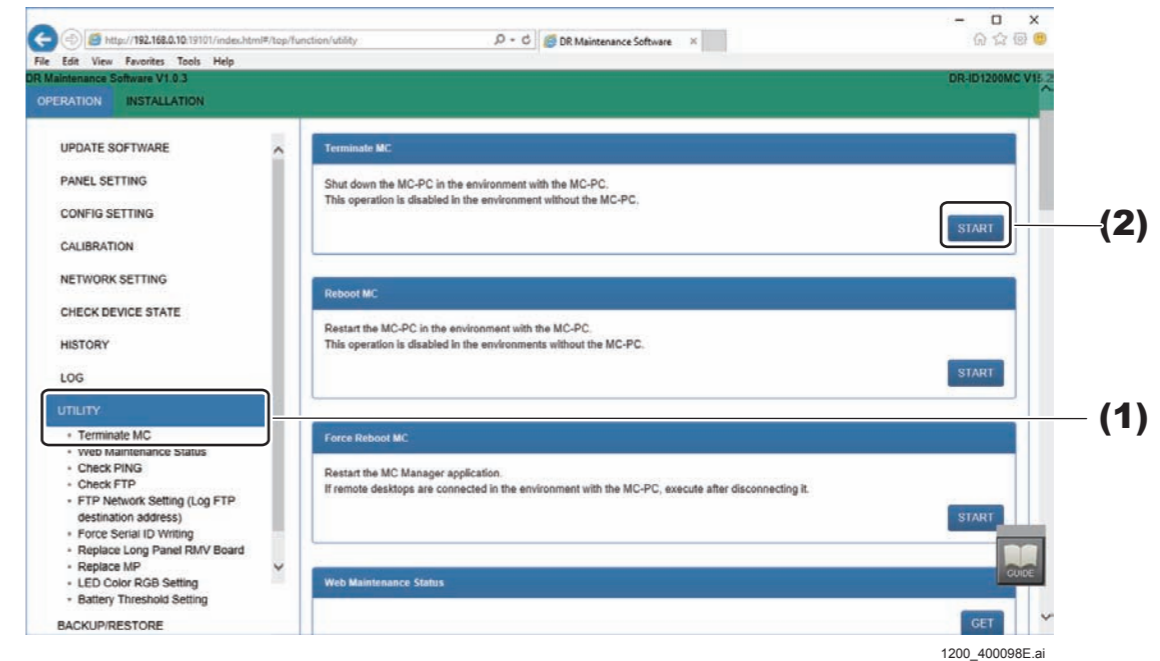 http://192.168.0.10:19101/index.html#/top/function/utility
DR Maintenance Software
File Edit View Favorites Tools Help
DR Maintenance Software V1.0.3
DR-ID1200MC V15.2
OPERATION INSTALLATION
UPDATE SOFTWARE
PANEL SETTING
CONFIG SETTING
CALIBRATION
NETWORK SETTING
CHECK DEVICE STATE
HISTORY
LOG
UTILITY
Terminate MC
Web Maintenance Status
Check PING
Check FTP
FTP Network Setting (Log FTP
destination address)
Force Serial ID Writing
Replace Long Panel RMV Board
Replace MP
LED Color RGB Setting
Battery Threshold Setting
BACKUP/RESTORE
Terminate MC
Shut down the MC-PC in the environment with the MC-PC.
This operation is disabled in the environment without the MC-PC.
START
(2)
Reboot MC
Restart the MC-PC in the environment with the MC-PC.
This operation is disabled in the environments without the MC-PC.
START
(1)
Force Reboot MC
Restart the MC Manager application.
If remote desktops are connected in the environment with the MC-PC, execute after disconnecting it.
START
GUIDE
Web Maintenance Status
GET
1200_400098E.ai